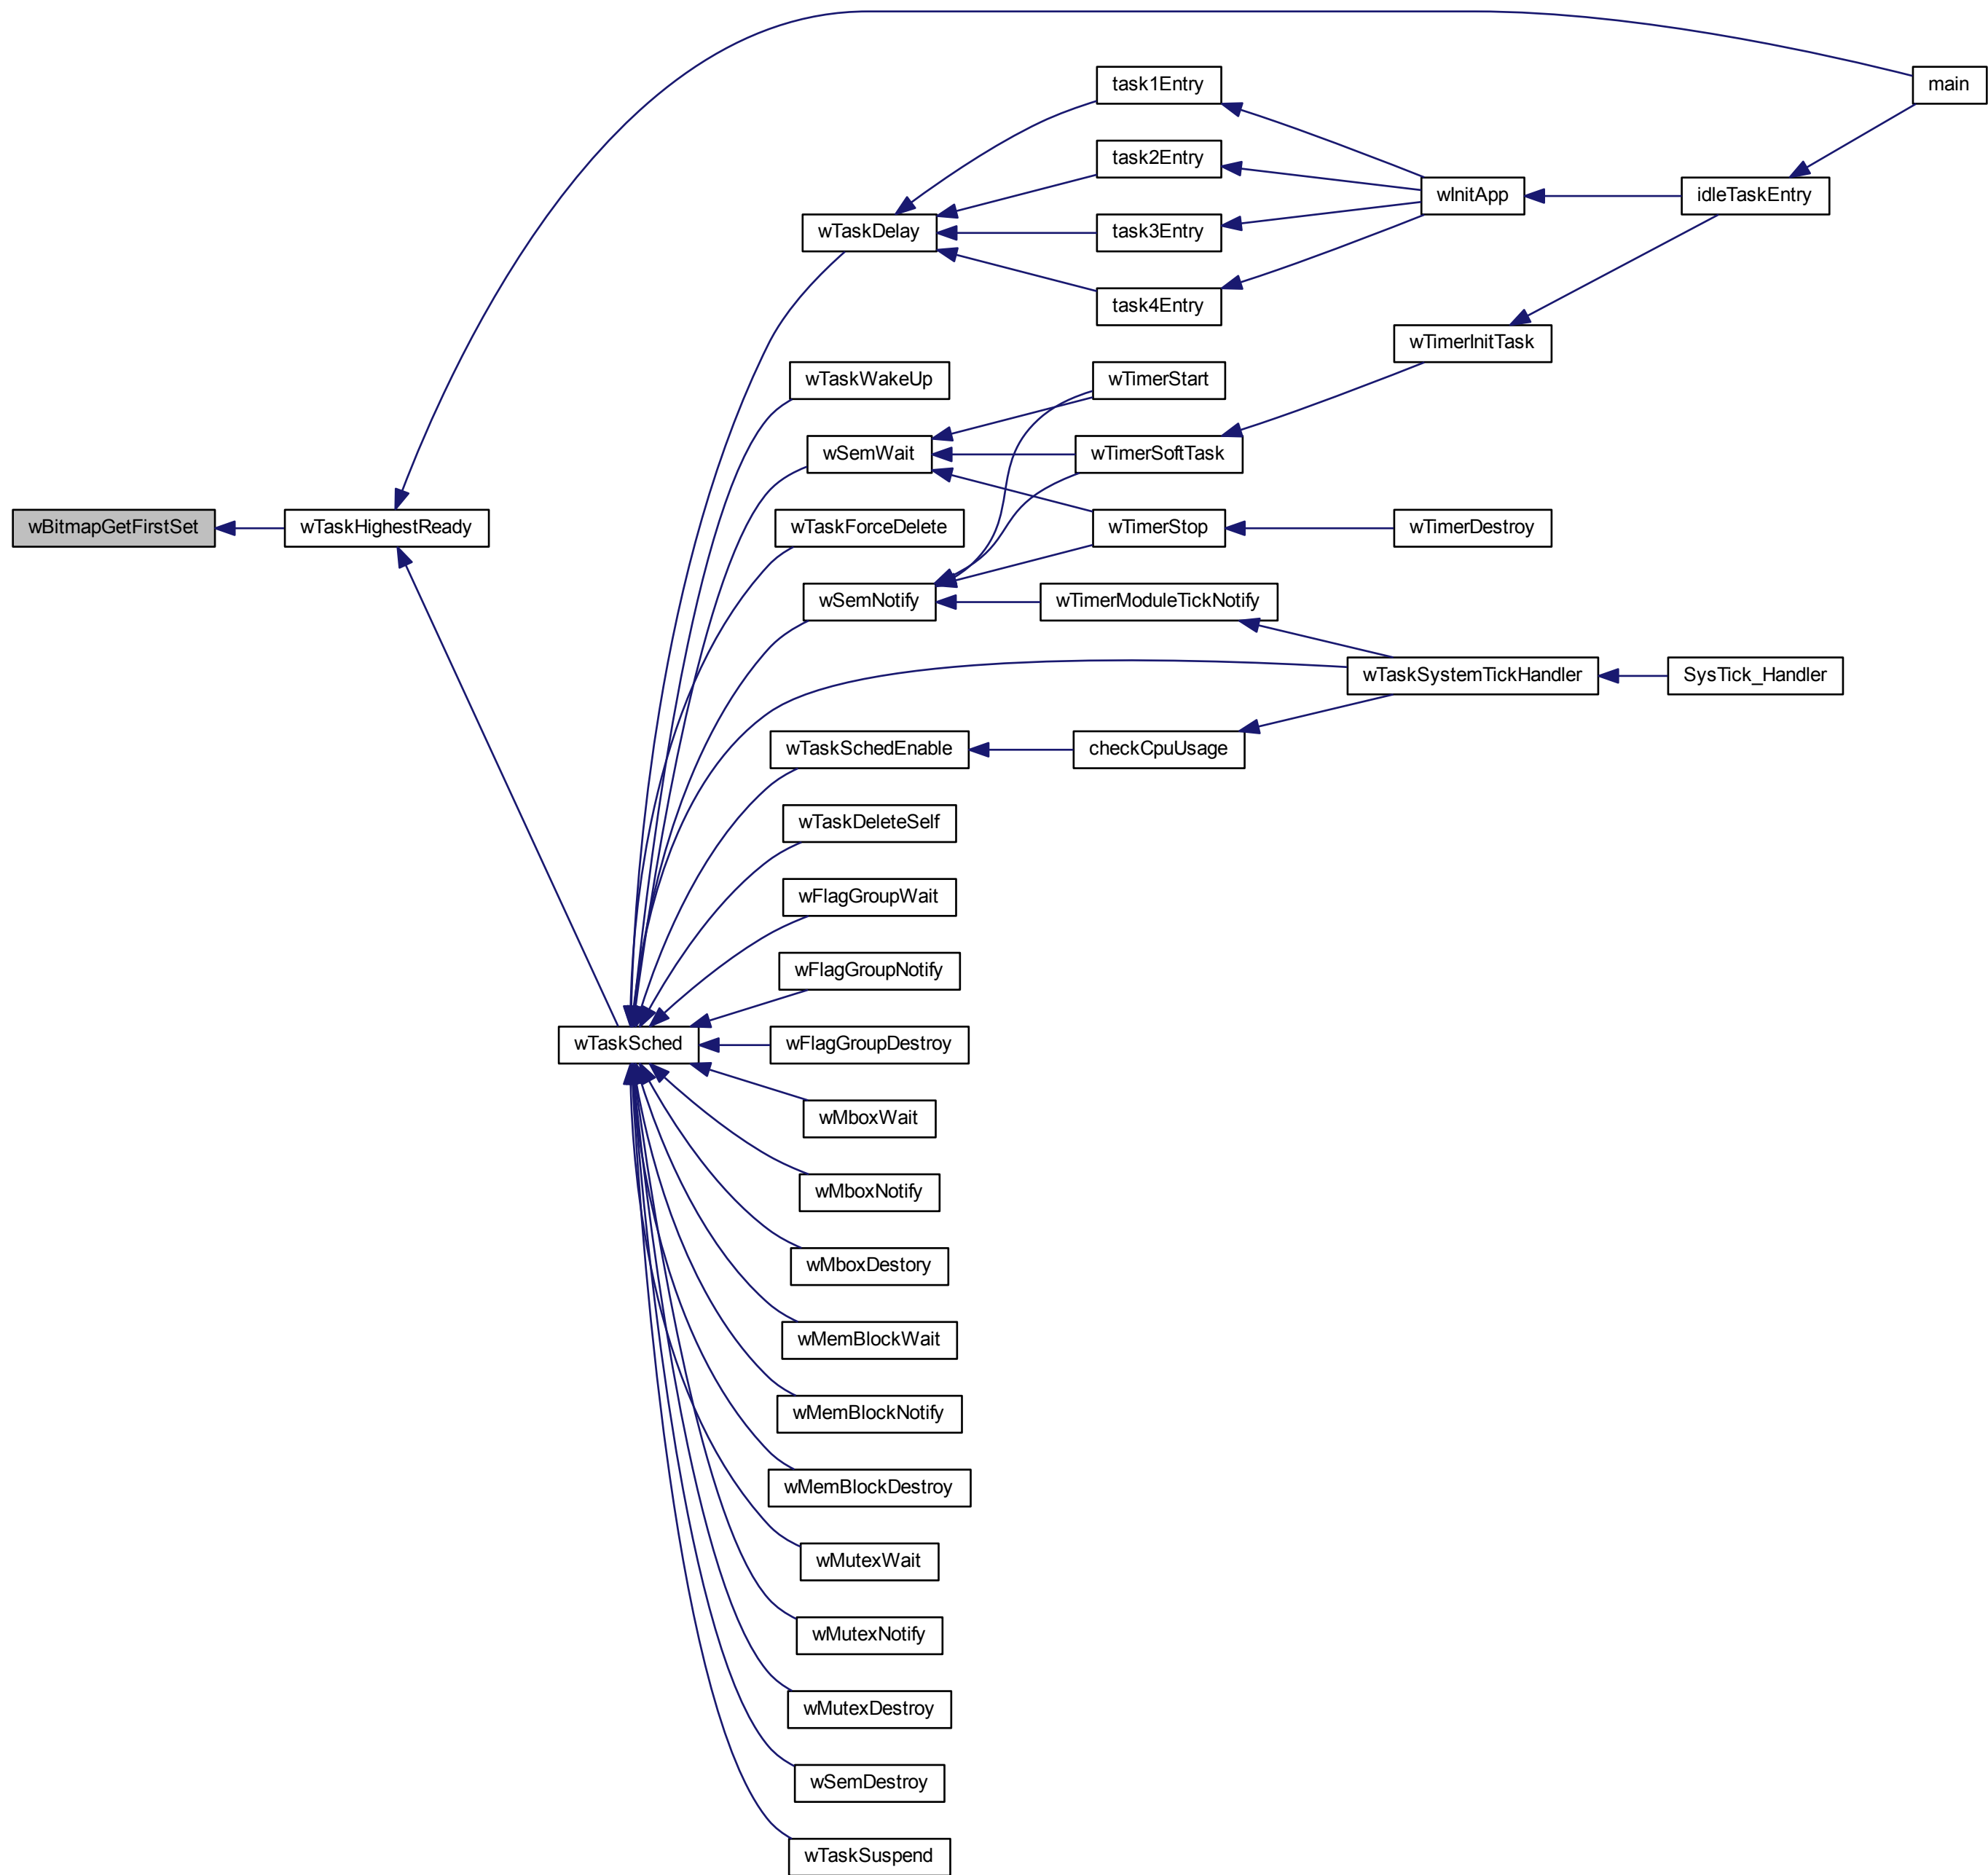 main
task1Entry
task2Entry
wInitApp
idleTaskEntry
wTaskDelay
task3Entry
task4Entry
wTimerInitTask
wTaskWakeUp
wTimerStart
wSemWait
wTimerSoftTask
wBitmapGetFirstSet
wTaskHighestReady
wTaskForceDelete
wTimerStop
wTimerDestroy
wSemNotify
wTimerModuleTickNotify
wTaskSystemTickHandler
SysTick_Handler
wTaskSchedEnable
checkCpuUsage
wTaskDeleteSelf
wFlagGroupWait
wFlagGroupNotify
wTaskSched
wFlagGroupDestroy
wMboxWait
wMboxNotify
wMboxDestory
wMemBlockWait
wMemBlockNotify
wMemBlockDestroy
wMutexWait
wMutexNotify
wMutexDestroy
wSemDestroy
wTaskSuspend